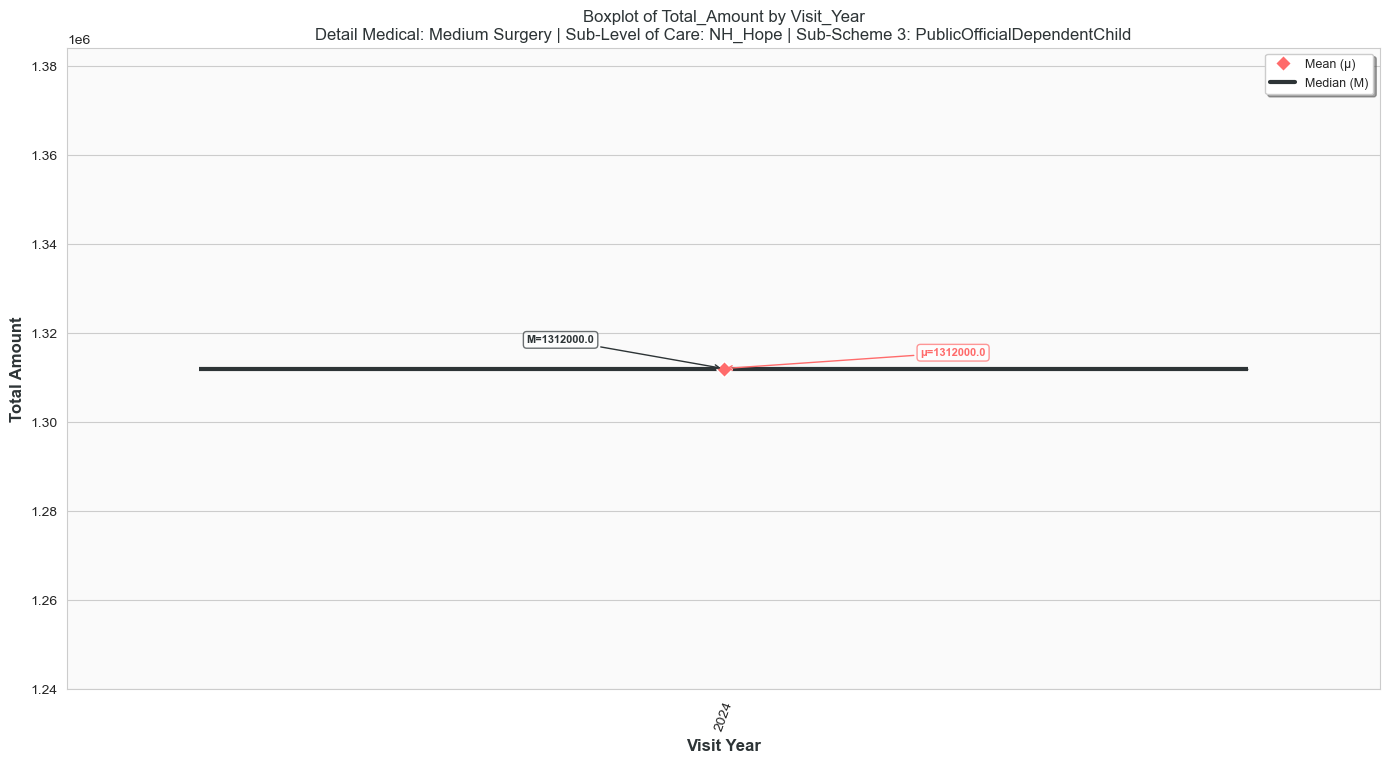 Boxplot of Total_Amount by Visit_Year
Detail Medical: Medium Surgery | Sub-Level of Care: NH_Hope | Sub-Scheme 3: PublicOfficialDependentChild
1e6
1.38
1.36
1.34
1.32
1.30
1.28
1.26
1.24
Total Amount
Mean (μ)
Median (M)
M=1312000.0
μ=1312000.0
2024
Visit Year